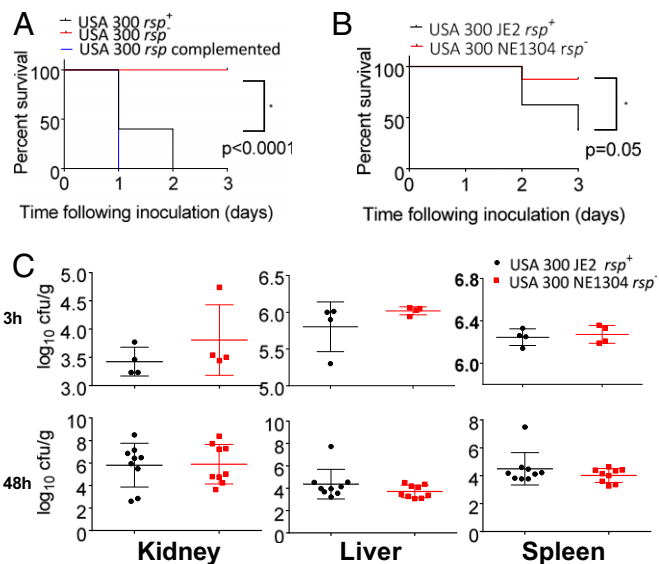 A
USA 300 rsp+
USA 300 rsp-
USA 300 rsp complemented
Percent survival
100
50
0
0 1 2 3
*
p<0.0001
Time following inoculation (days)
B
USA 300 JE2 rsp+
USA 300 NE1304 rsp-
Percent survival
100
50
0
0 1 2 3
*
p=0.05
Time following inoculation (days)
C
USA 300 JE2 rsp+
USA 300 NE1304 rsp-
3h
log10 cfu/g
5.0
4.5
4.0
3.5
3.0
6.5
6.0
5.5
5.0
6.8
6.4
6.0
48h
log10 cfu/g
10
8
6
4
2
0
10
8
6
4
2
0
8
6
4
2
0
Kidney Liver Spleen